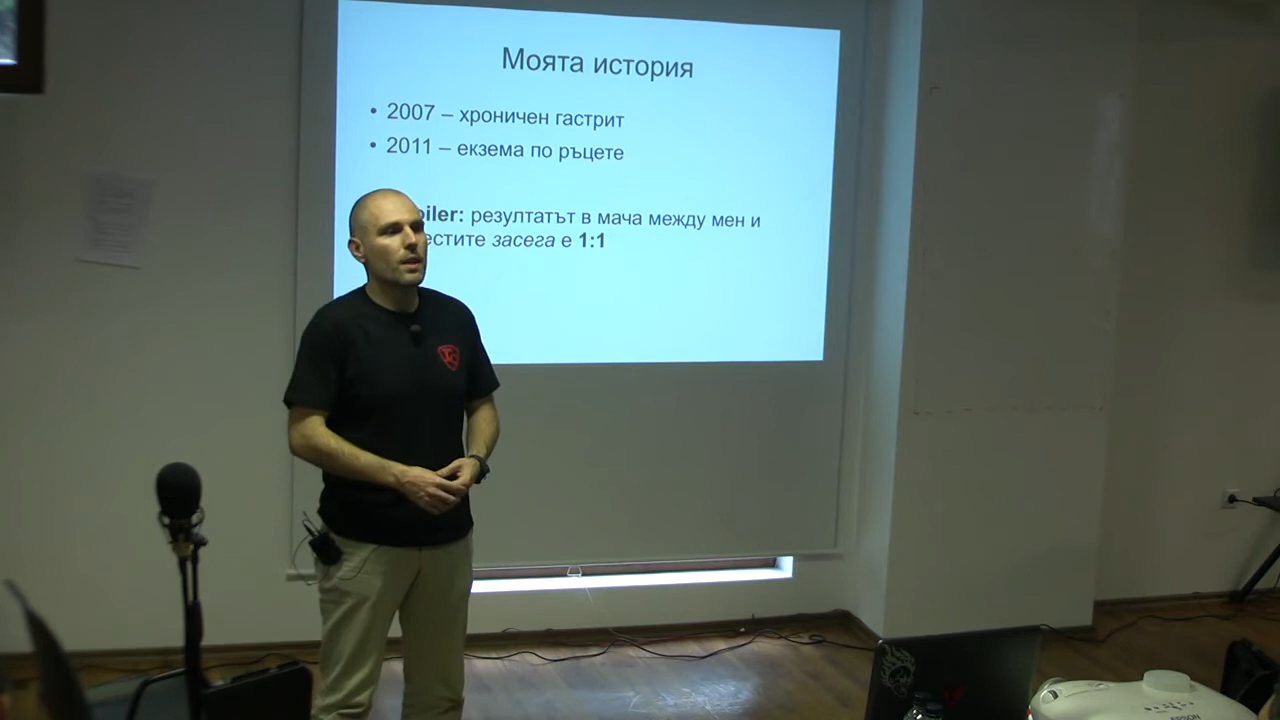 Моята история
• 2007 – хроничен гастрит
• 2011 – екзема по ръцете
резултатът в мача между мен и
засега е 1:1